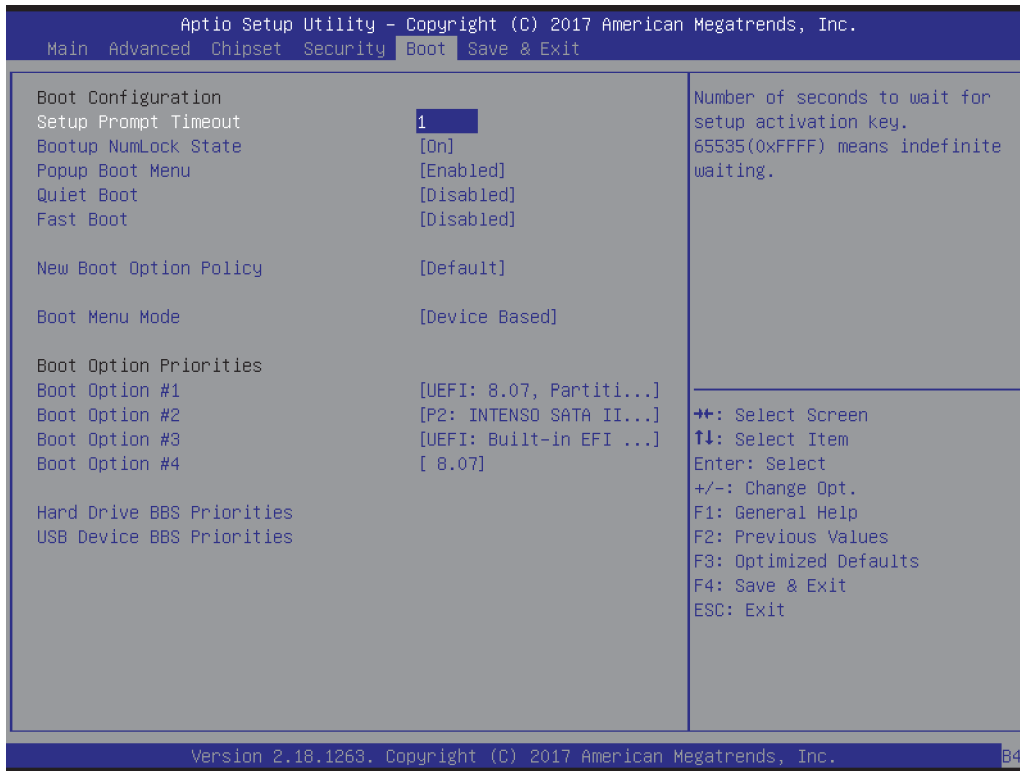 Aptio Setup Utility – Copyright (C) 2017 American Megatrends, Inc.
Main Advanced Chipset Security Boot Save & Exit
Boot Configuration
Setup Prompt Timeout 1
Bootup NumLock State [On]
Popup Boot Menu [Enabled]
Quiet Boot [Disabled]
Fast Boot [Disabled]
New Boot Option Policy [Default]
Boot Menu Mode [Device Based]
Boot Option Priorities
Boot Option #1 [UEFI: 8.07, Partiti...]
Boot Option #2 [P2: INTENSO SATA II...]
Boot Option #3 [UEFI: Built-in EFI ...]
Boot Option #4 [ 8.07]
Hard Drive BBS Priorities
USB Device BBS Priorities
Number of seconds to wait for
setup activation key.
65535(0xFFFF) means indefinite
waiting.
→←: Select Screen
↑↓: Select Item
Enter: Select
+/-: Change Opt.
F1: General Help
F2: Previous Values
F3: Optimized Defaults
F4: Save & Exit
ESC: Exit
Version 2.18.1263. Copyright (C) 2017 American Megatrends, Inc.
B4